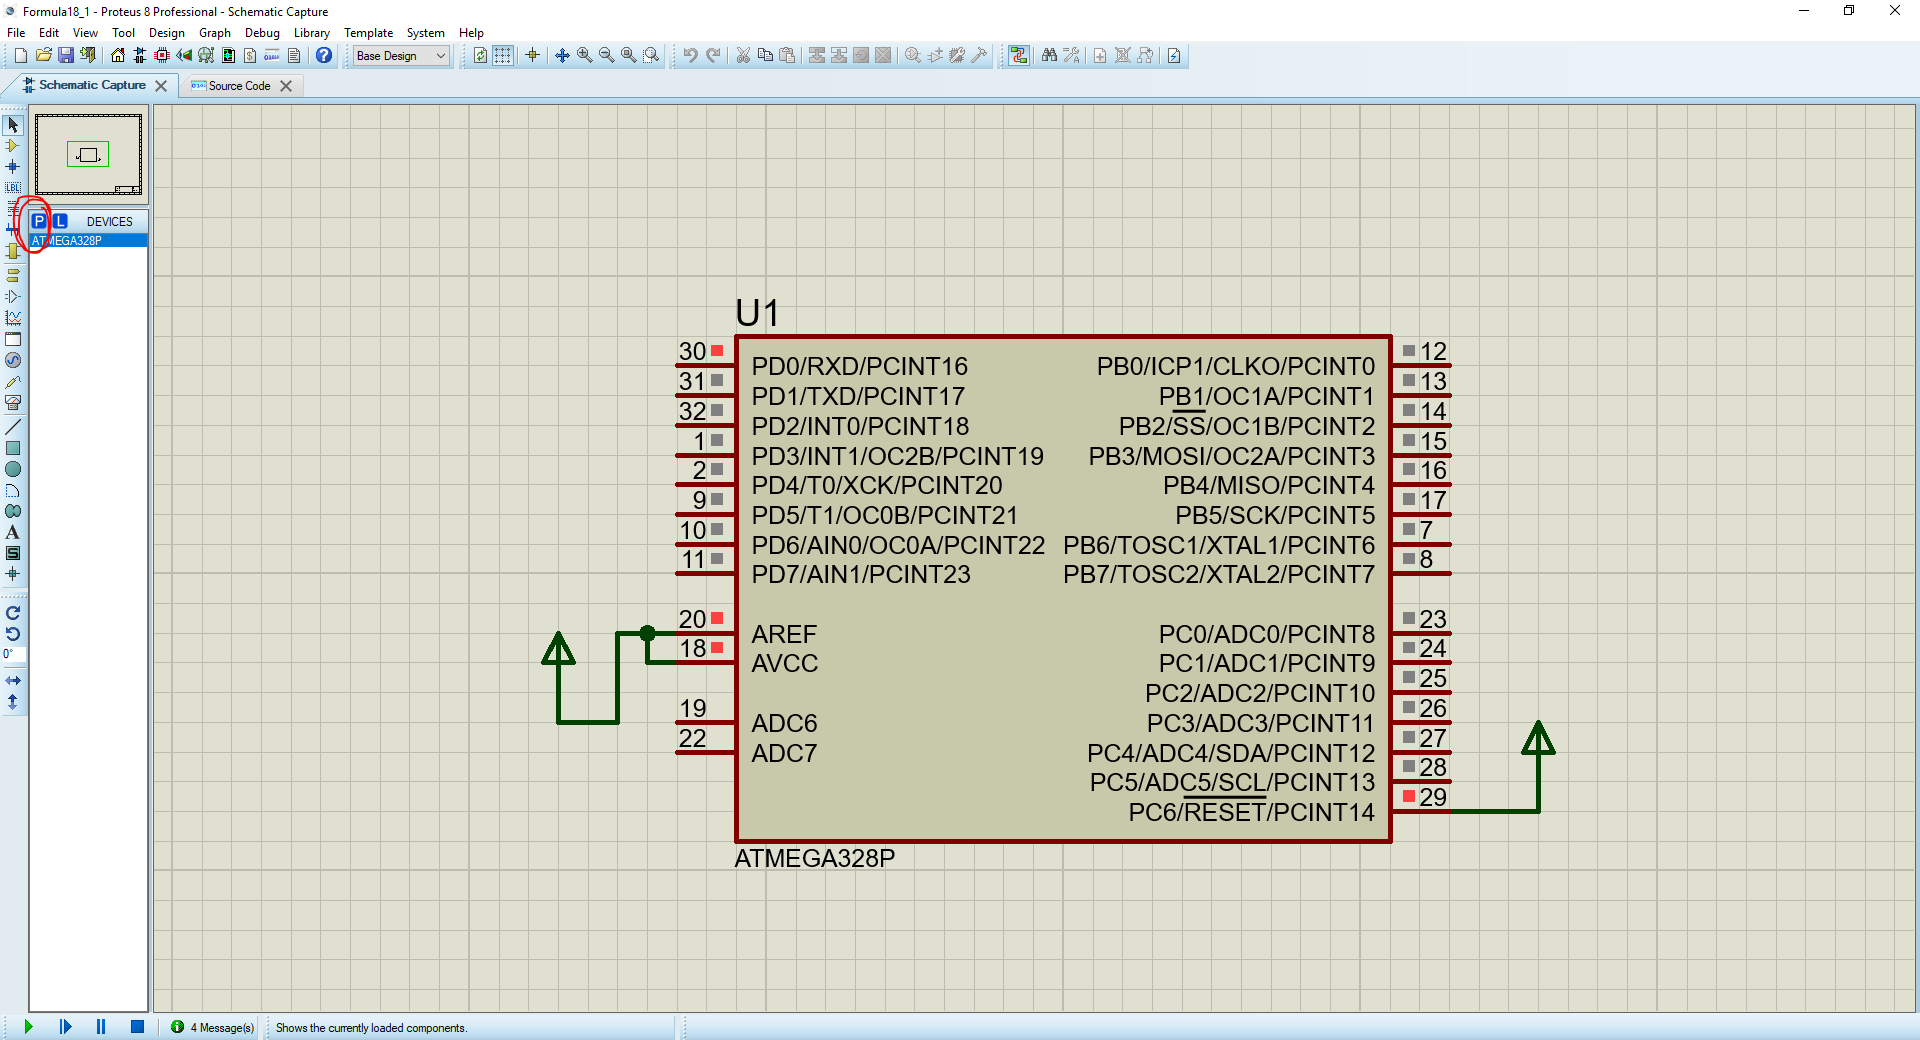 Formula18_1 - Proteus 8 Professional - Schematic Capture
File Edit View Tool Design Graph Debug Library Template System Help
Base Design
Schematic Capture
Source Code
LBL
P L DEVICES
ATMEGA328P
A
S
0°
U1
30 PD0/RXD/PCINT16
31 PD1/TXD/PCINT17
32 PD2/INT0/PCINT18
1 PD3/INT1/OC2B/PCINT19
2 PD4/T0/XCK/PCINT20
9 PD5/T1/OC0B/PCINT21
10 PD6/AIN0/OC0A/PCINT22
11 PD7/AIN1/PCINT23
20 AREF
18 AVCC
19 ADC6
22 ADC7
PB0/ICP1/CLKO/PCINT0 12
PB1/OC1A/PCINT1 13
PB2/SS/OC1B/PCINT2 14
PB3/MOSI/OC2A/PCINT3 15
PB4/MISO/PCINT4 16
PB5/SCK/PCINT5 17
PB6/TOSC1/XTAL1/PCINT6 7
PB7/TOSC2/XTAL2/PCINT7 8
PC0/ADC0/PCINT8 23
PC1/ADC1/PCINT9 24
PC2/ADC2/PCINT10 25
PC3/ADC3/PCINT11 26
PC4/ADC4/SDA/PCINT12 27
PC5/ADC5/SCL/PCINT13 28
PC6/RESET/PCINT14 29
ATMEGA328P
4 Message(s)
Shows the currently loaded components.